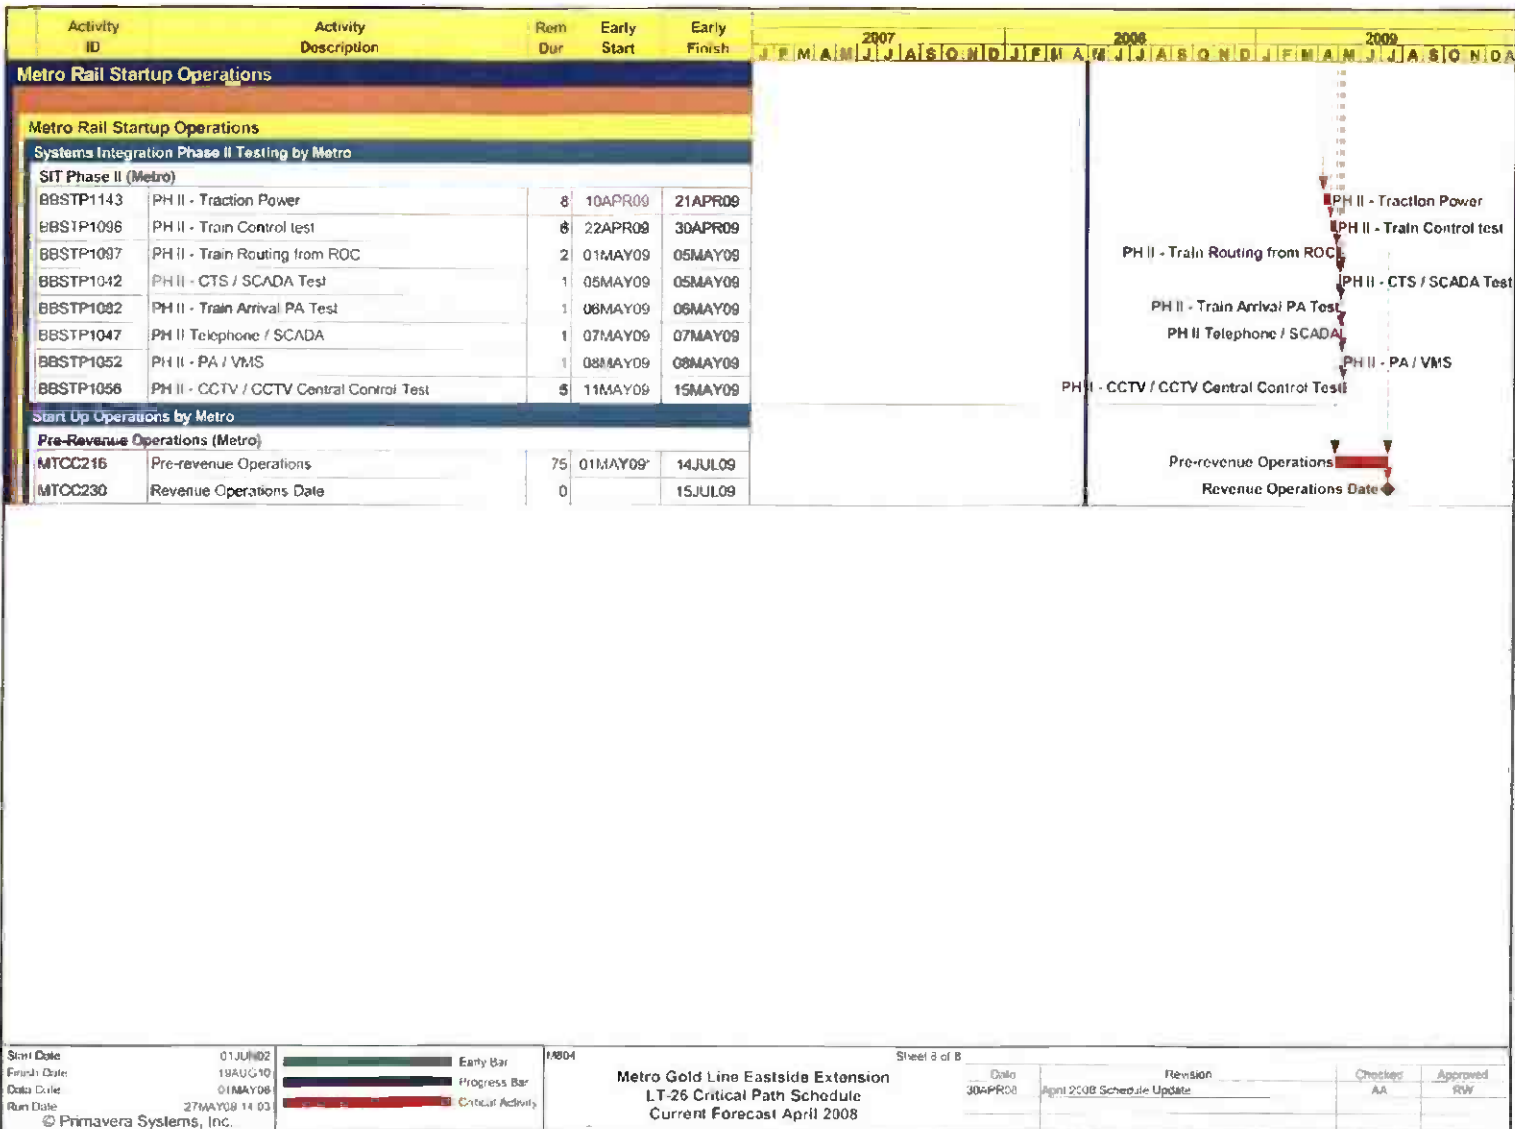 Activity ID Activity Description Rem Dur Early Start Early Finish 2007 2008 2009
J F M A M J J A S O N D J F M A M J J A S O N D J F M A M J J A S O N D A
Metro Rail Startup Operations
Metro Rail Startup Operations
Systems Integration Phase II Testing by Metro
SIT Phase II (Metro)
BBSTP1143 PH II - Traction Power 8 10APR09 21APR09 PH II - Traction Power
BBSTP1096 PH II - Train Control test 6 22APR09 30APR09 PH II - Train Control test
BBSTP1097 PH II - Train Routing from ROC 2 01MAY09 05MAY09 PH II - Train Routing from ROC
BBSTP1042 PH II - CTS / SCADA Test 1 05MAY09 05MAY09 PH II - CTS / SCADA Test
BBSTP1082 PH II - Train Arrival PA Test 1 06MAY09 06MAY09 PH II - Train Arrival PA Test
BBSTP1047 PH II Telephone / SCADA 1 07MAY09 07MAY09 PH II Telephone / SCADA
BBSTP1052 PH II - PA / VMS 1 08MAY09 08MAY09 PH II - PA / VMS
BBSTP1056 PH II - CCTV / CCTV Central Control Test 5 11MAY09 15MAY09 PH II - CCTV / CCTV Central Control Test
Start Up Operations by Metro
Pre-Revenue Operations (Metro)
MTCC216 Pre-revenue Operations 75 01MAY09* 14JUL09 Pre-revenue Operations
MTCC230 Revenue Operations Date 0 15JUL09 Revenue Operations Date
Start Date 01JUN02
Finish Date 19AUG10
Data Date 01MAY08
Run Date 27MAY08 14:03
© Primavera Systems, Inc.
Early Bar
Progress Bar
Critical Activity
M804
Sheet 8 of 8
Metro Gold Line Eastside Extension
LT-26 Critical Path Schedule
Current Forecast April 2008
Date Revision Checked Approved
30APR08 April 2008 Schedule Update AA RW